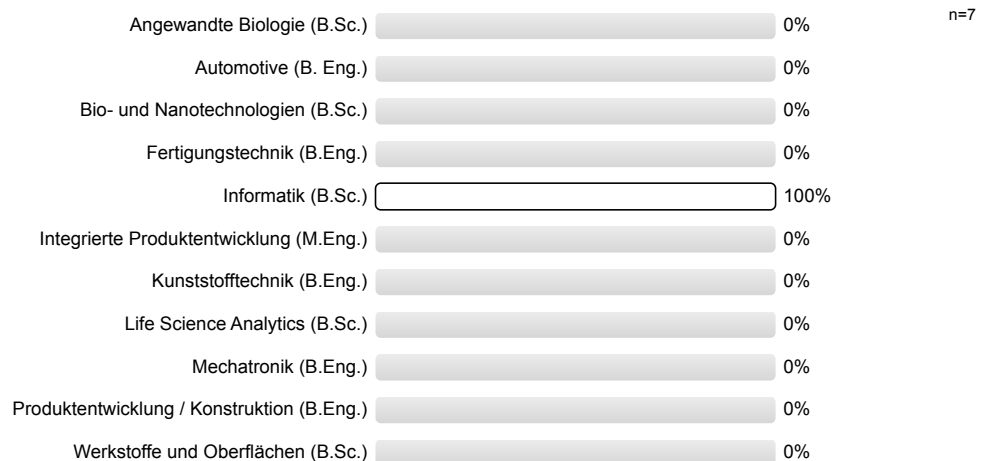 Angewandte Biologie (B.Sc.) 0% n=7
Automotive (B. Eng.) 0%
Bio- und Nanotechnologien (B.Sc.) 0%
Fertigungstechnik (B.Eng.) 0%
Informatik (B.Sc.) 100%
Integrierte Produktentwicklung (M.Eng.) 0%
Kunststofftechnik (B.Eng.) 0%
Life Science Analytics (B.Sc.) 0%
Mechatronik (B.Eng.) 0%
Produktentwicklung / Konstruktion (B.Eng.) 0%
Werkstoffe und Oberflächen (B.Sc.) 0%